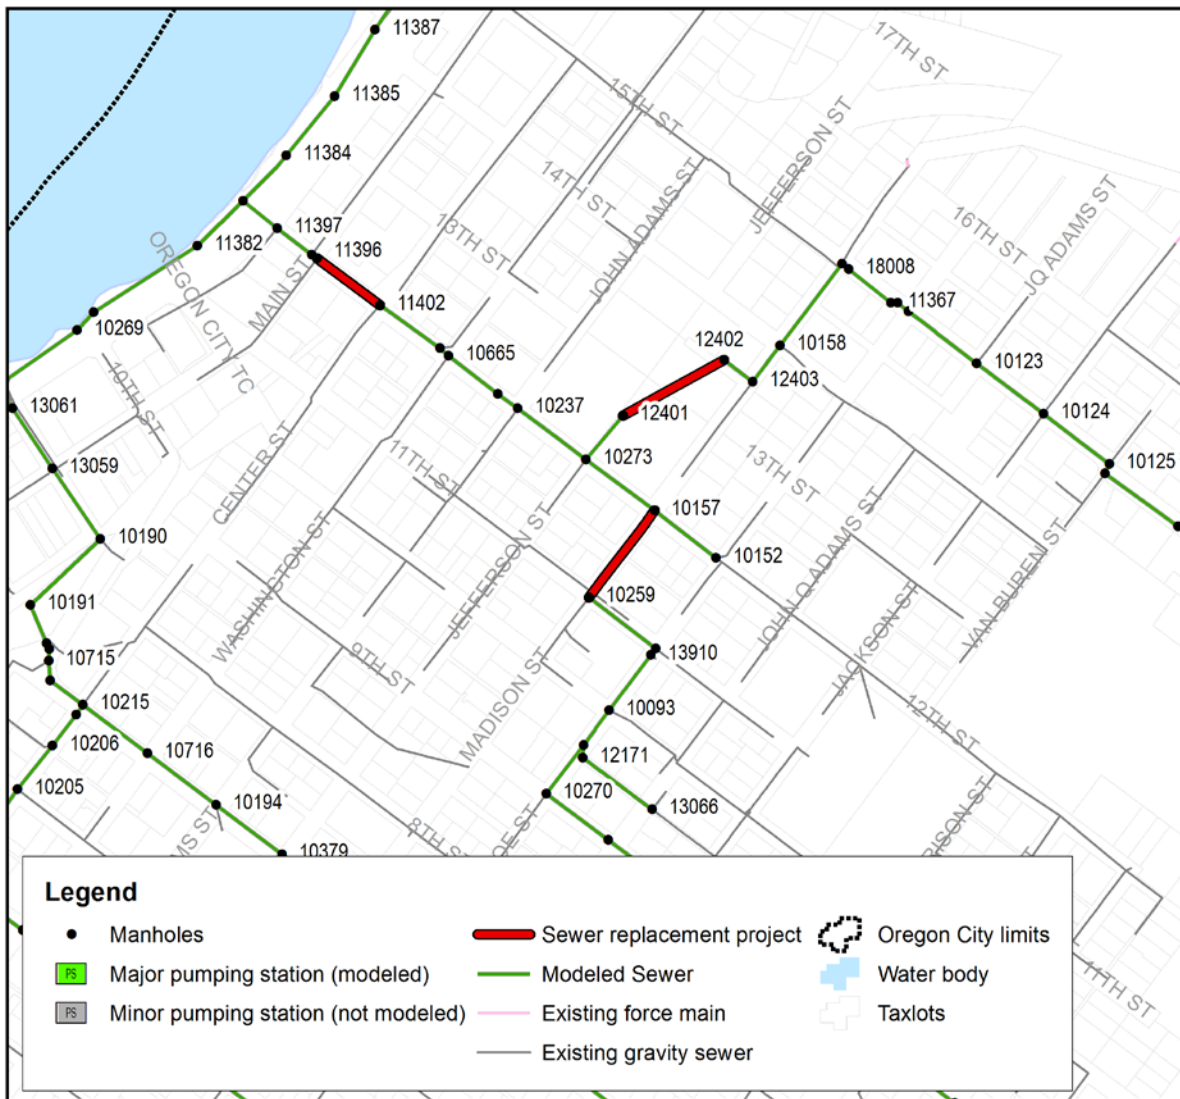 11387
17TH ST
11385
15TH ST
JEFFERSON ST
11384
14TH ST
JOHN ADAMS ST
16TH ST
JQ ADAMS ST
11397
13TH ST
11382
11396
OREGON CITY TC
MAIN ST
18008
11402
11367
10269
10665
12402
10158
10123
10TH ST
12403
13061
10237
12401
10124
13059
CENTER ST
11TH ST
10273
13TH ST
10125
10157
10190
WASHINGTON ST
JEFFERSON ST
10152
JOHN Q ADAMS ST
VAN BUREN ST
10191
10259
JACKSON ST
10715
9TH ST
MADISON ST
13910
10215
10093
12TH ST
10206
10716
12171
10205
10194
10270
13066
MS ST
8TH S
OE ST
RISON ST
10379
11TH ST
Legend
Manholes
PS Major pumping station (modeled)
PS Minor pumping station (not modeled)
Sewer replacement project
Modeled Sewer
Existing force main
Existing gravity sewer
Oregon City limits
Water body
Taxlots